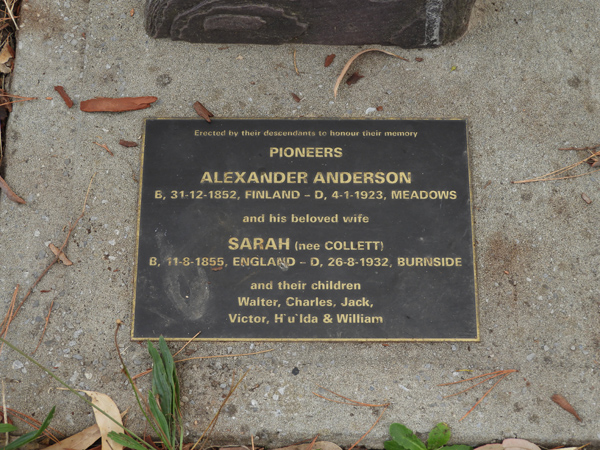 Erected by their descendants to honour their memory
PIONEERS
ALEXANDER ANDERSON
B, 31-12-1852, FINLAND – D, 4-1-1923, MEADOWS
and his beloved wife
SARAH (nee COLLETT)
B, 11-8-1855, ENGLAND – D, 26-8-1932, BURNSIDE
and their children
Walter, Charles, Jack,
Victor, H`u`lda & William